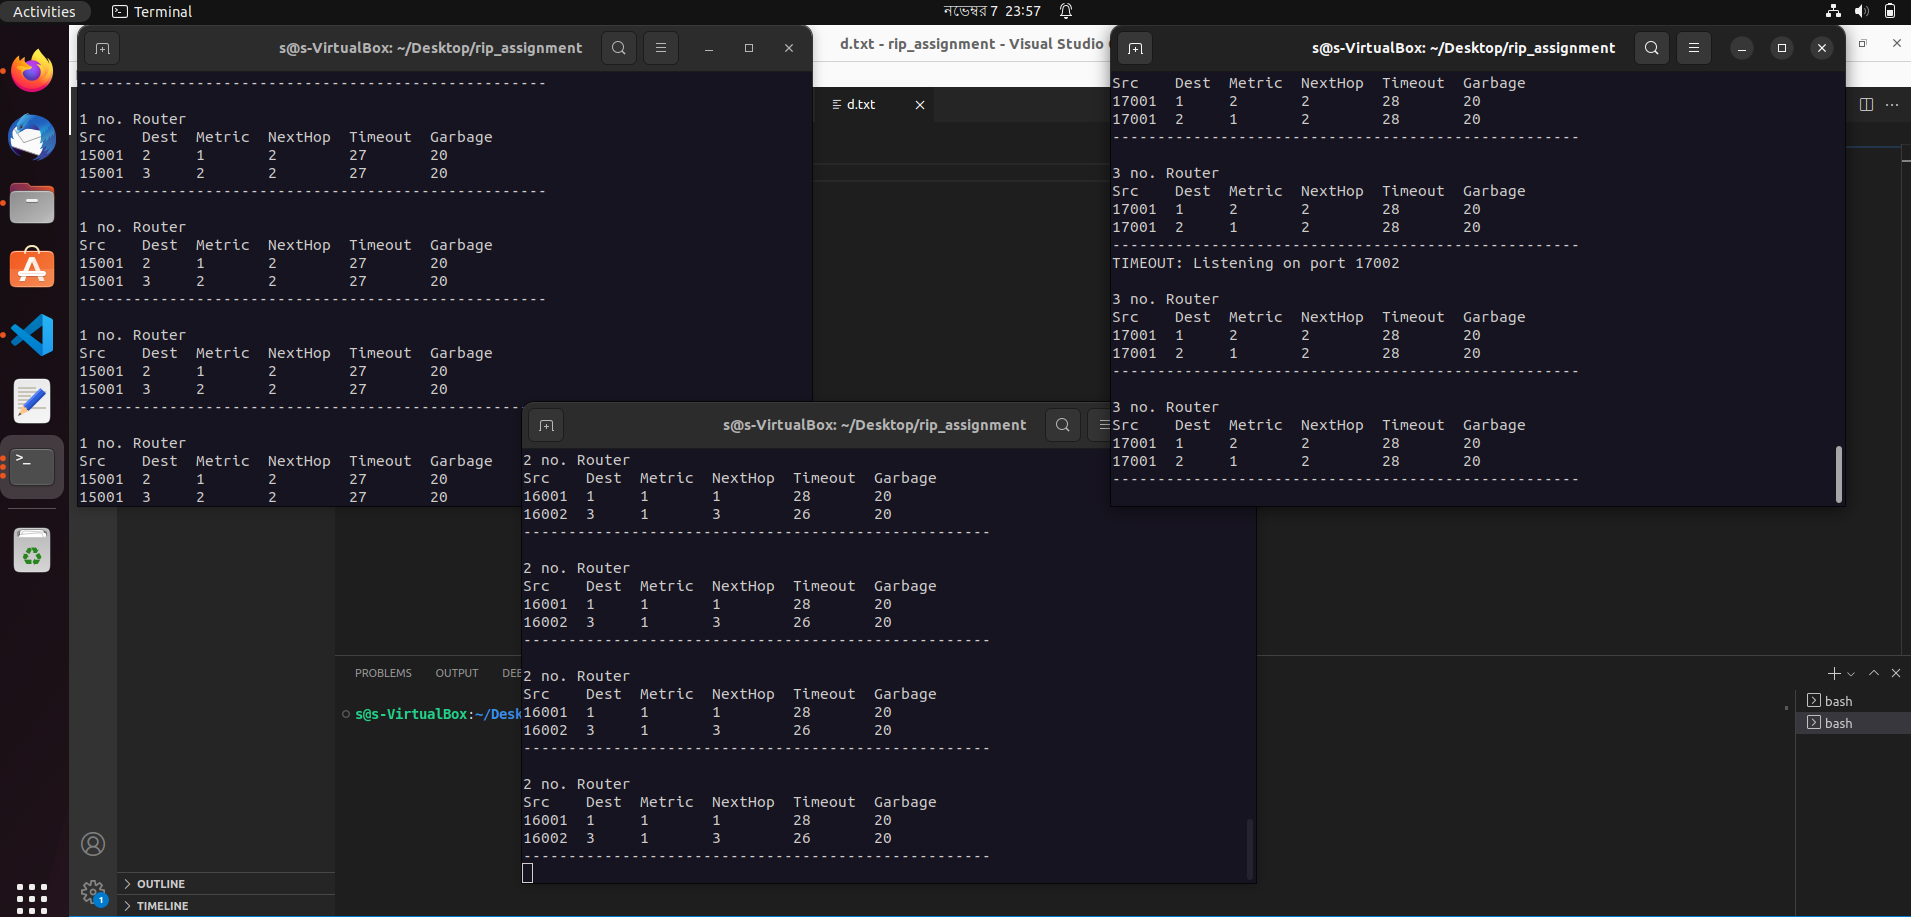 Activities
Terminal
নভেম্বর 7 23:57
s@s-VirtualBox: ~/Desktop/rip_assignment
1 no. Router
Src Dest Metric NextHop Timeout Garbage
15001 2 1 2 27 20
15001 3 2 2 27 20
-----------------------------------------------------
1 no. Router
Src Dest Metric NextHop Timeout Garbage
15001 2 1 2 27 20
15001 3 2 2 27 20
-----------------------------------------------------
1 no. Router
Src Dest Metric NextHop Timeout Garbage
15001 2 1 2 27 20
15001 3 2 2 27 20
-----------------------------------------------------
1 no. Router
Src Dest Metric NextHop Timeout Garbage
15001 2 1 2 27 20
15001 3 2 2 27 20
d.txt - rip_assignment - Visual Studio
d.txt
s@s-VirtualBox: ~/Desktop/rip_assignment
Src Dest Metric NextHop Timeout Garbage
17001 1 2 2 28 20
17001 2 1 2 28 20
----------------------------------------------------
3 no. Router
Src Dest Metric NextHop Timeout Garbage
17001 1 2 2 28 20
17001 2 1 2 28 20
----------------------------------------------------
TIMEOUT: Listening on port 17002
3 no. Router
Src Dest Metric NextHop Timeout Garbage
17001 1 2 2 28 20
17001 2 1 2 28 20
----------------------------------------------------
3 no. Router
Src Dest Metric NextHop Timeout Garbage
17001 1 2 2 28 20
17001 2 1 2 28 20
----------------------------------------------------
s@s-VirtualBox: ~/Desktop/rip_assignment
2 no. Router
Src Dest Metric NextHop Timeout Garbage
16001 1 1 1 28 20
16002 3 1 3 26 20
----------------------------------------------------
2 no. Router
Src Dest Metric NextHop Timeout Garbage
16001 1 1 1 28 20
16002 3 1 3 26 20
----------------------------------------------------
2 no. Router
Src Dest Metric NextHop Timeout Garbage
16001 1 1 1 28 20
16002 3 1 3 26 20
----------------------------------------------------
2 no. Router
Src Dest Metric NextHop Timeout Garbage
16001 1 1 1 28 20
16002 3 1 3 26 20
----------------------------------------------------
PROBLEMS OUTPUT
s@s-VirtualBox:~/Desk
bash
bash
OUTLINE
TIMELINE
1